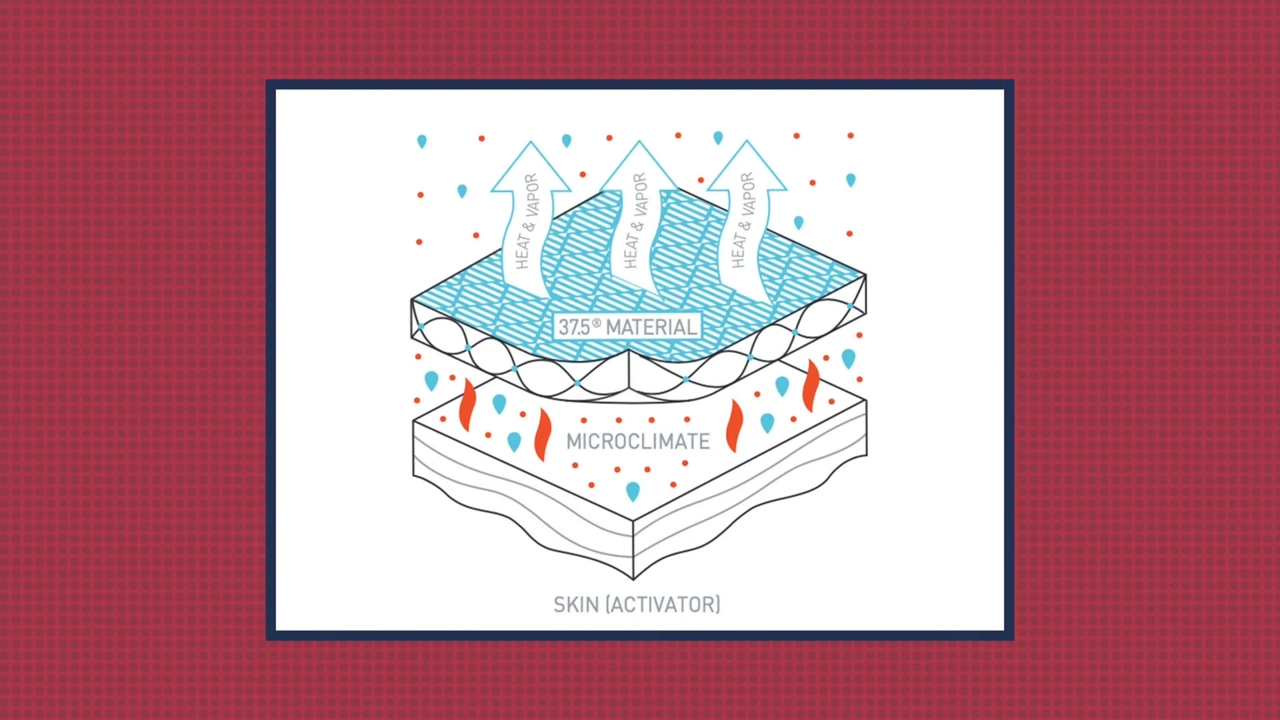 HEAT & VAPOR
HEAT & VAPOR
HEAT & VAPOR
37.5® MATERIAL
MICROCLIMATE
SKIN (ACTIVATOR)